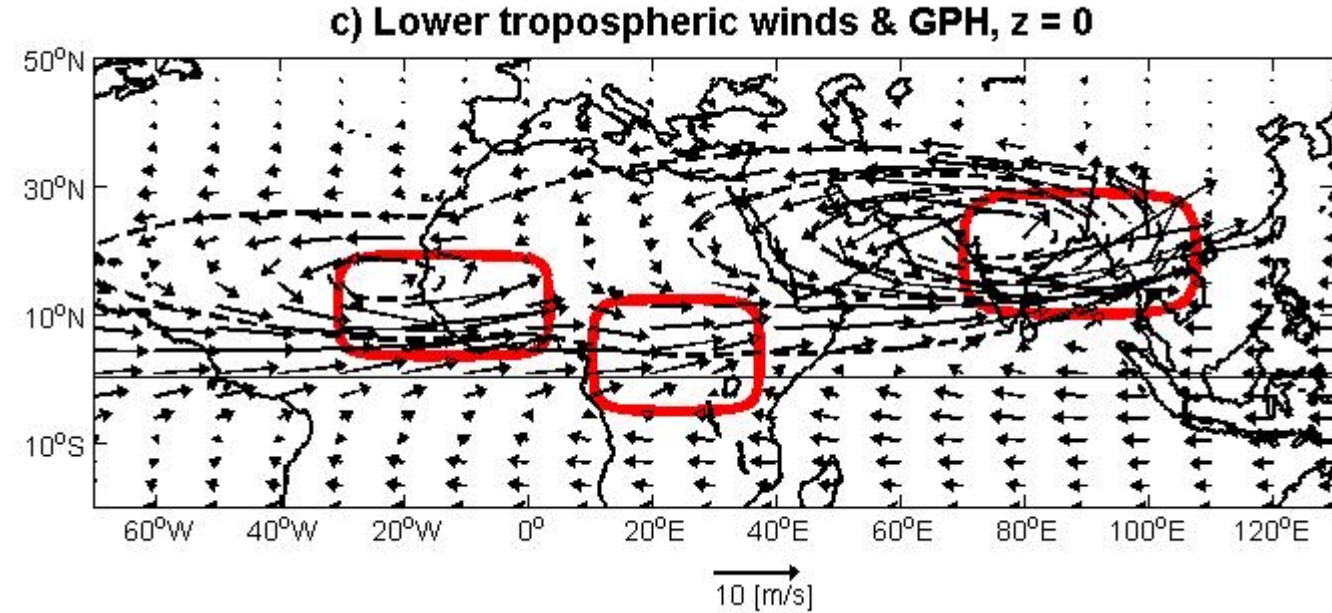 c) Lower tropospheric winds & GPH, z = 0
50°N
30°N
10°N
10°S
60°W 40°W 20°W 0° 20°E 40°E 60°E 80°E 100°E 120°E
10 [m/s]